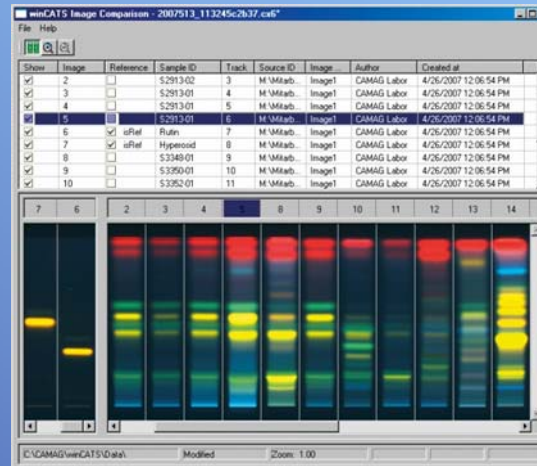 winCATS Image Comparison - 2007513_113245c2b37.cx6*
File Help
Show Image Reference Sample ID Track Source ID Image ... Author Created at
2 S2913-02 3 M:\Mitarb... Image1 CAMAG Labor 4/26/2007 12:06:54 PM
3 S2913-01 4 M:\Mitarb... Image1 CAMAG Labor 4/26/2007 12:06:54 PM
4 S2913-01 5 M:\Mitarb... Image1 CAMAG Labor 4/26/2007 12:06:54 PM
5 S2913-01 6 M:\Mitarb... Image1 CAMAG Labor 4/26/2007 12:06:54 PM
6 isRef Rutin 7 M:\Mitarb... Image1 CAMAG Labor 4/26/2007 12:06:54 PM
7 isRef Hyperosid 8 M:\Mitarb... Image1 CAMAG Labor 4/26/2007 12:06:54 PM
8 S3348-01 9 M:\Mitarb... Image1 CAMAG Labor 4/26/2007 12:06:54 PM
9 S3350-01 10 M:\Mitarb... Image1 CAMAG Labor 4/26/2007 12:06:54 PM
10 S3352-01 11 M:\Mitarb... Image1 CAMAG Labor 4/26/2007 12:06:54 PM
7 6 2 3 4 5 8 9 10 11 12 13 14
C:\CAMAG\winCATS\Data\ Modified Zoom: 1.00